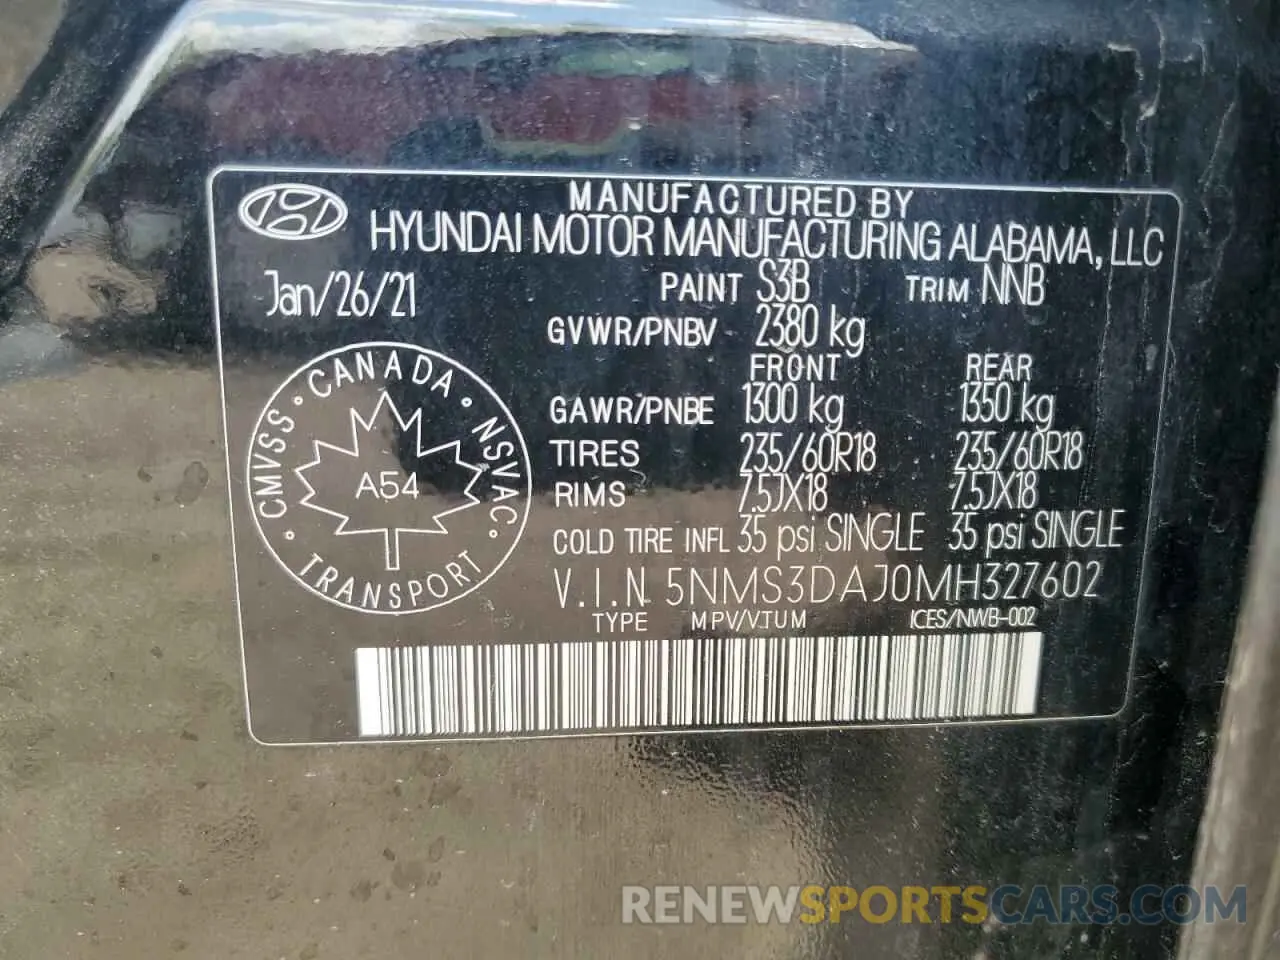 MANUFACTURED BY
HYUNDAI MOTOR MANUFACTURING ALABAMA, LLC
Jan/26/21 PAINT S3B TRIM NNB
GVWR/PNBV 2380 kg
FRONT REAR
GAWR/PNBE 1300 kg 1350 kg
TIRES 235/60R18 235/60R18
RIMS 7.5JX18 7.5JX18
COLD TIRE INFL 35 psi SINGLE 35 psi SINGLE
V.I.N 5NMS3DAJ0MH327602
TYPE MPV/V.TUM ICES/NWB-002
CMVSS • CANADA • NSVAC • TRANSPORT •
A54
RENEWSPORTSCARS.COM